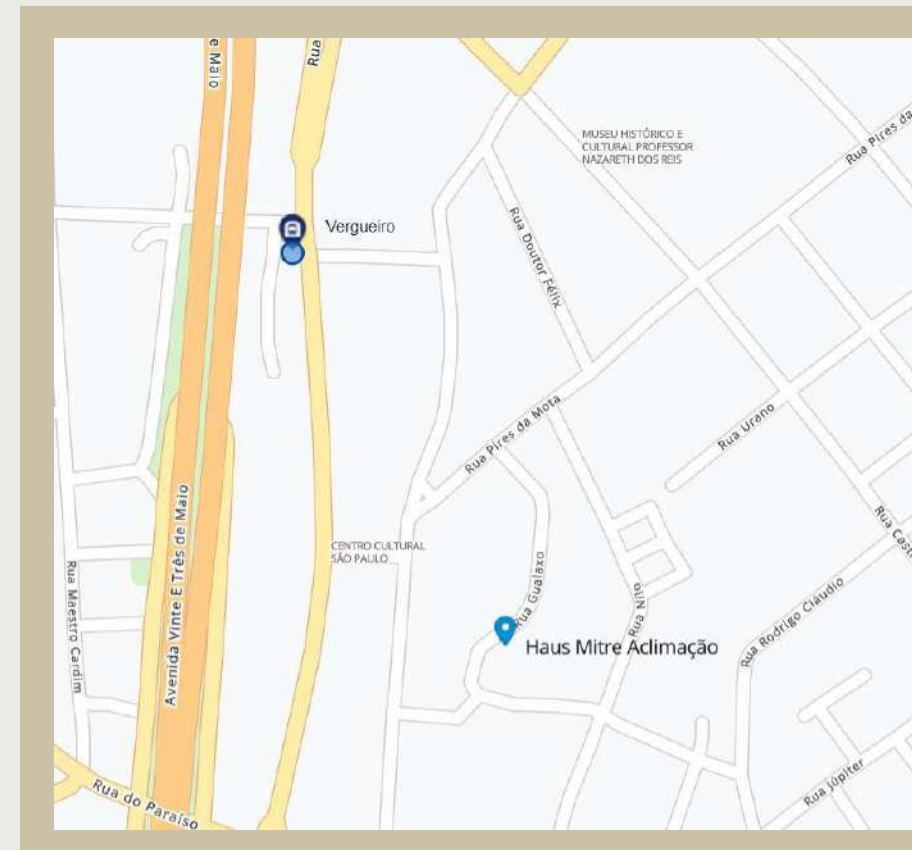 e Maio
Rua
MUSEU HISTÓRICO E
CULTURAL PROFESSOR
NAZARETH DOS REIS
Rua Pires da
Vergueiro
Rua Doutor Félix
Rua Pires da Mota
Rua Urano
Avenida Vinte E Três de Maio
CENTRO CULTURAL
SÃO PAULO
Rua Maestro Cardim
Rua Gualaxo
Rua Nilo
Rua Cast
Rua Rodrigo Cláudio
Haus Mitre Aclimação
Rua do Paraíso
Rua Júpiter